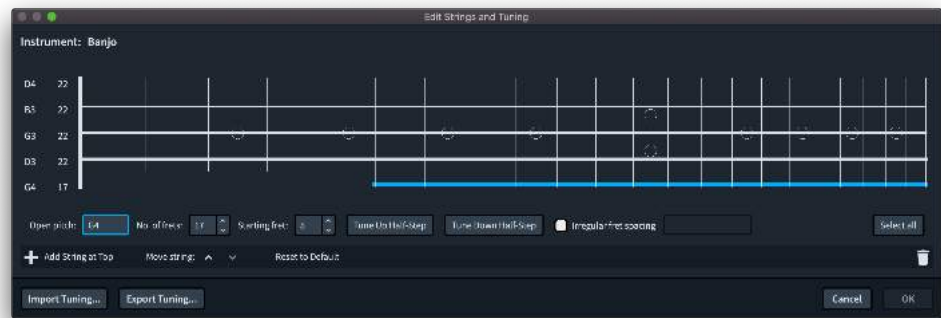 Edit Strings and Tuning
Instrument: Banjo
D4 22
B3 22
G3 22
D3 22
G4 17
Open pitch: G4 No. of frets: 17 Starting fret: Tune Up Half-Step Tune Down Half-Step Irregular fret spacing Select all
Add String at Top Move string: Reset to Default
Import Tuning... Export Tuning... Cancel OK